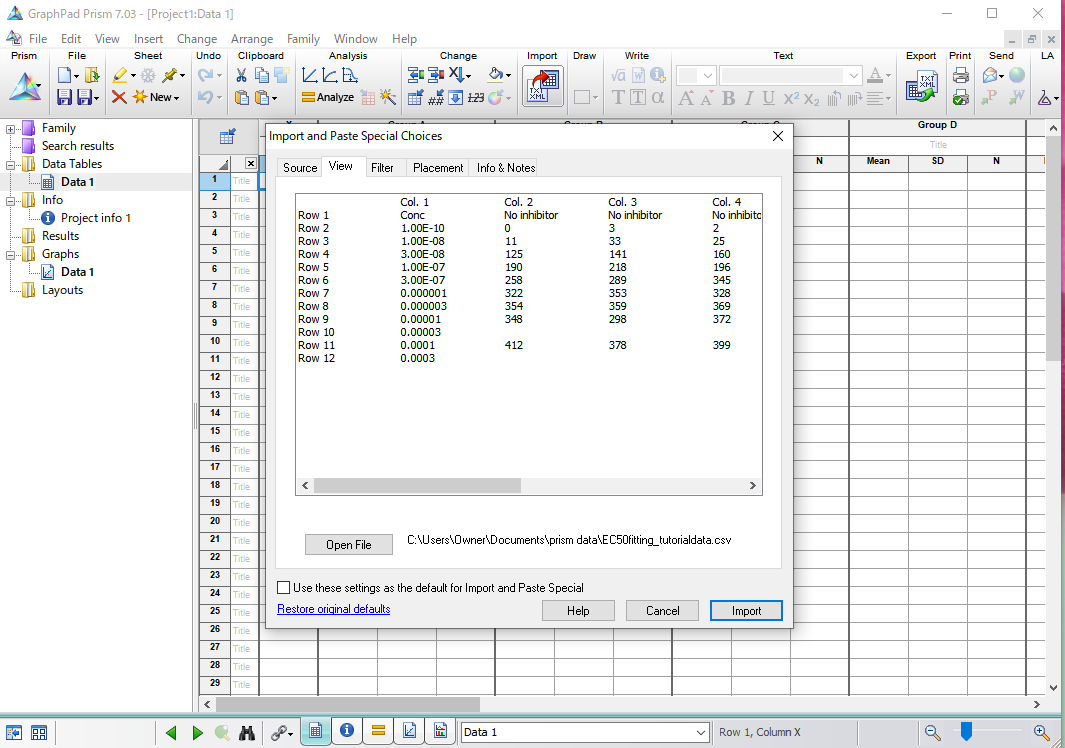 GraphPad Prism 7.03 - [Project1:Data 1]
File Edit View Insert Change Arrange Family Window Help
Prism File Sheet Undo Clipboard Analysis Change Import Draw Write Text Export Print Send LA
New Analyze
Family
Search results
Data Tables
Data 1
Info
Project info 1
Results
Graphs
Data 1
Layouts
Group D
Title
N Mean SD N
1 Title
2 Title
3 Title
4 Title
5 Title
6 Title
7 Title
8 Title
9 Title
10 Title
11 Title
12 Title
13 Title
14 Title
15 Title
16 Title
17 Title
18 Title
19 Title
20 Title
21 Title
22 Title
23 Title
24 Title
25 Title
26 Title
27 Title
28 Title
29 Title
Import and Paste Special Choices
Source View Filter Placement Info & Notes
Col. 1 Col. 2 Col. 3 Col. 4
Row 1 Conc No inhibitor No inhibitor No inhibitc
Row 2 1.00E-10 0 3 2
Row 3 1.00E-08 11 33 25
Row 4 3.00E-08 125 141 160
Row 5 1.00E-07 190 218 196
Row 6 3.00E-07 258 289 345
Row 7 0.000001 322 353 328
Row 8 0.000003 354 359 369
Row 9 0.00001 348 298 372
Row 10 0.00003
Row 11 0.0001 412 378 399
Row 12 0.0003
Open File C:\Users\Owner\Documents\prism data\EC50fitting_tutorialdata.csv
Use these settings as the default for Import and Paste Special
Restore original defaults
Help Cancel Import
Data 1 Row 1, Column X